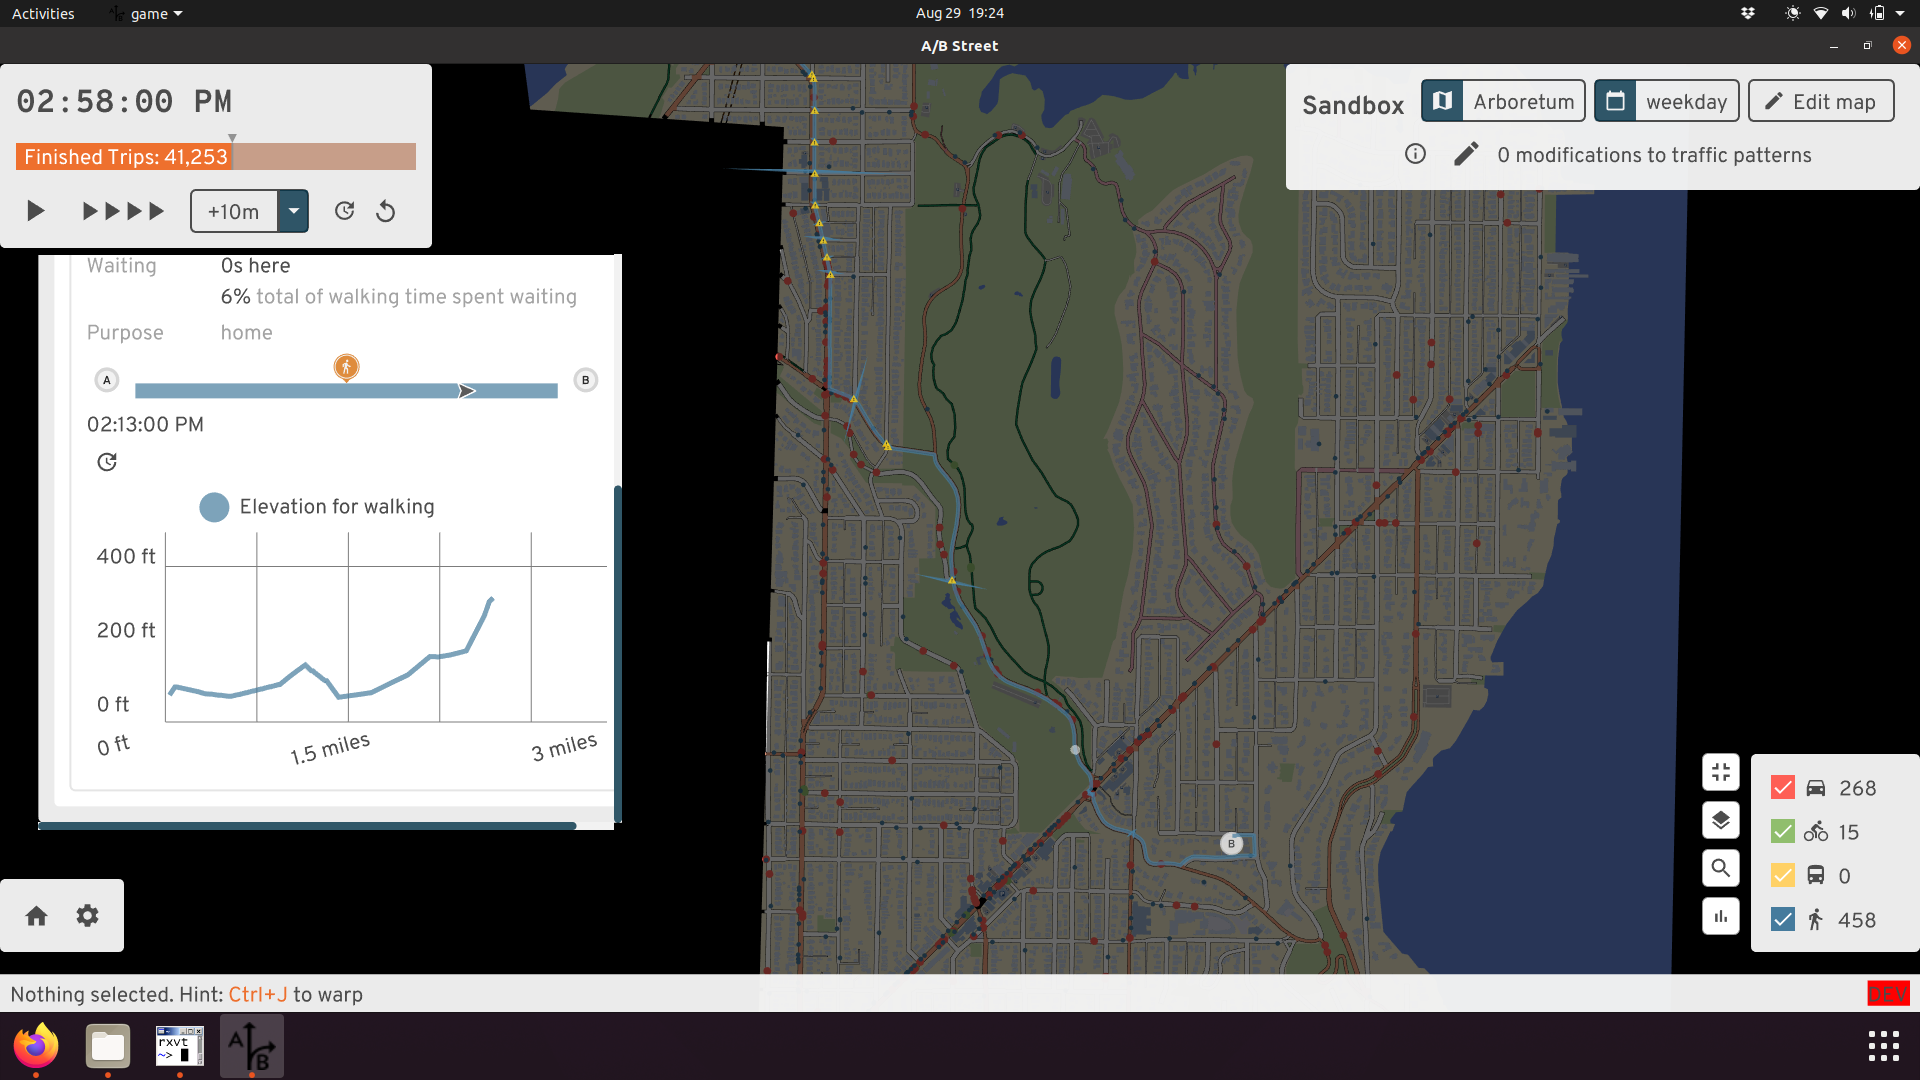 Activities
game
Aug 29 19:24
A/B Street
02:58:00 PM
Finished Trips: 41,253
+10m
Sandbox
Arboretum
weekday
Edit map
0 modifications to traffic patterns
Waiting 0s here
6% total of walking time spent waiting
Purpose home
A
B
02:13:00 PM
Elevation for walking
400 ft
200 ft
0 ft
0 ft
1.5 miles
3 miles
B
268
15
0
458
Nothing selected. Hint: Ctrl+J to warp
DEV
rxvt
~>
A
B